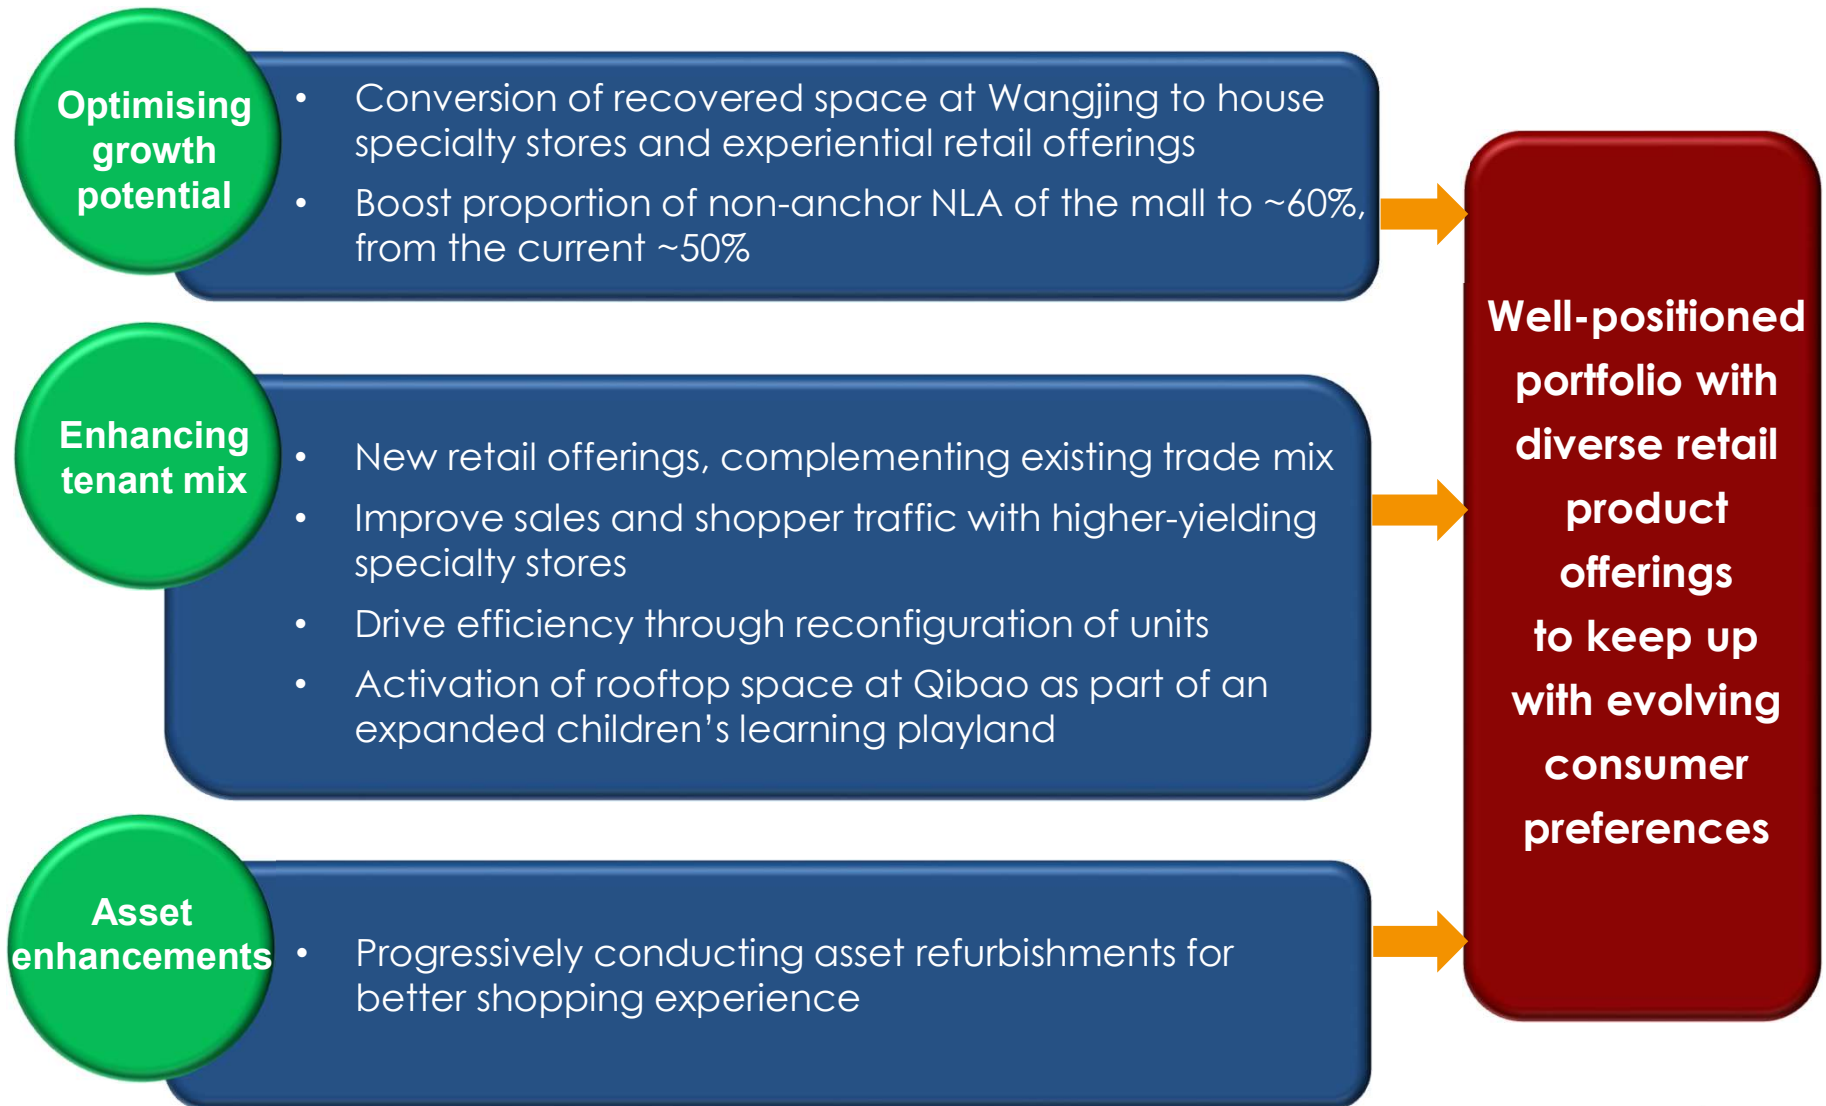 Optimising
growth
potential
• Conversion of recovered space at Wangjing to house
specialty stores and experiential retail offerings
• Boost proportion of non-anchor NLA of the mall to ~60%,
from the current ~50%
Enhancing
tenant mix
• New retail offerings, complementing existing trade mix
• Improve sales and shopper traffic with higher-yielding
specialty stores
• Drive efficiency through reconfiguration of units
• Activation of rooftop space at Qibao as part of an
expanded children’s learning playland
Asset
enhancements
• Progressively conducting asset refurbishments for
better shopping experience
Well-positioned
portfolio with
diverse retail
product
offerings
to keep up
with evolving
consumer
preferences